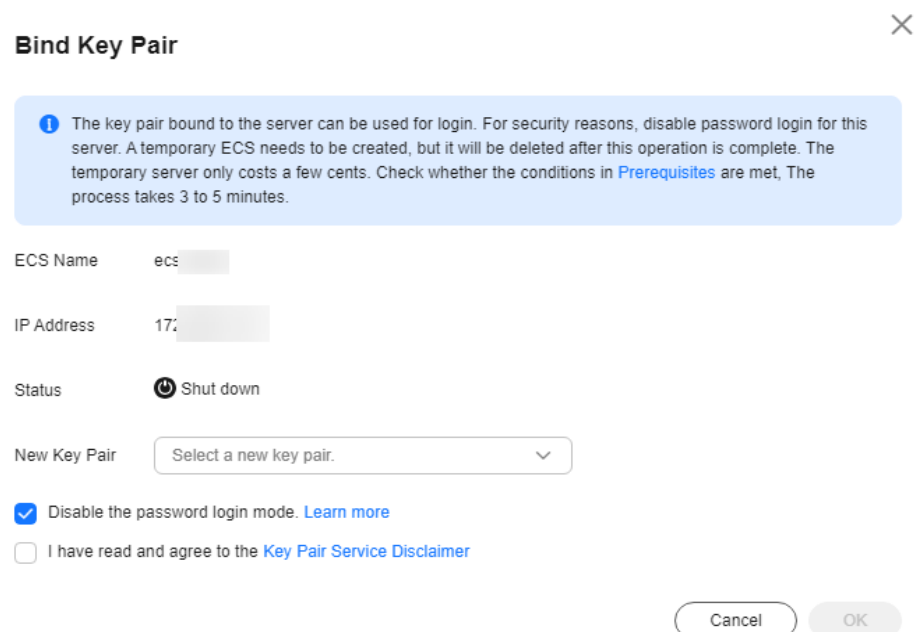 Bind Key Pair
The key pair bound to the server can be used for login. For security reasons, disable password login for this
server. A temporary ECS needs to be created, but it will be deleted after this operation is complete. The
temporary server only costs a few cents. Check whether the conditions in Prerequisites are met, The
process takes 3 to 5 minutes.
ECS Name ecs
IP Address 172
Status Shut down
New Key Pair Select a new key pair.
Disable the password login mode. Learn more
I have read and agree to the Key Pair Service Disclaimer
Cancel OK